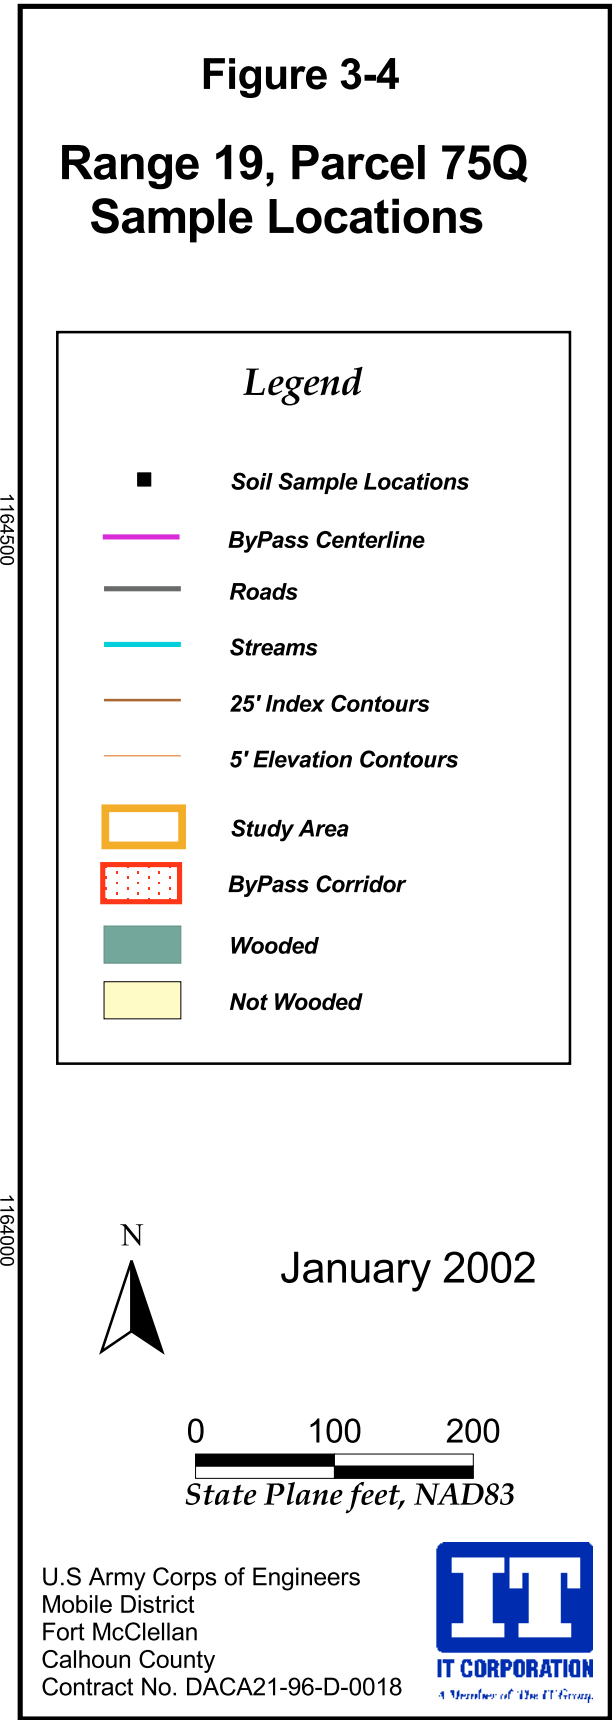 Figure 3-4
Range 19, Parcel 75Q
Sample Locations
Legend
Soil Sample Locations
1164500
ByPass Centerline
Roads
Streams
25' Index Contours
5' Elevation Contours
Study Area
ByPass Corridor
Wooded
Not Wooded
1164000
N
January 2002
0 100 200
State Plane feet, NAD83
U.S Army Corps of Engineers
Mobile District
Fort McClellan
Calhoun County
Contract No. DACA21-96-D-0018
IT
IT CORPORATION
A Member of The IT Group